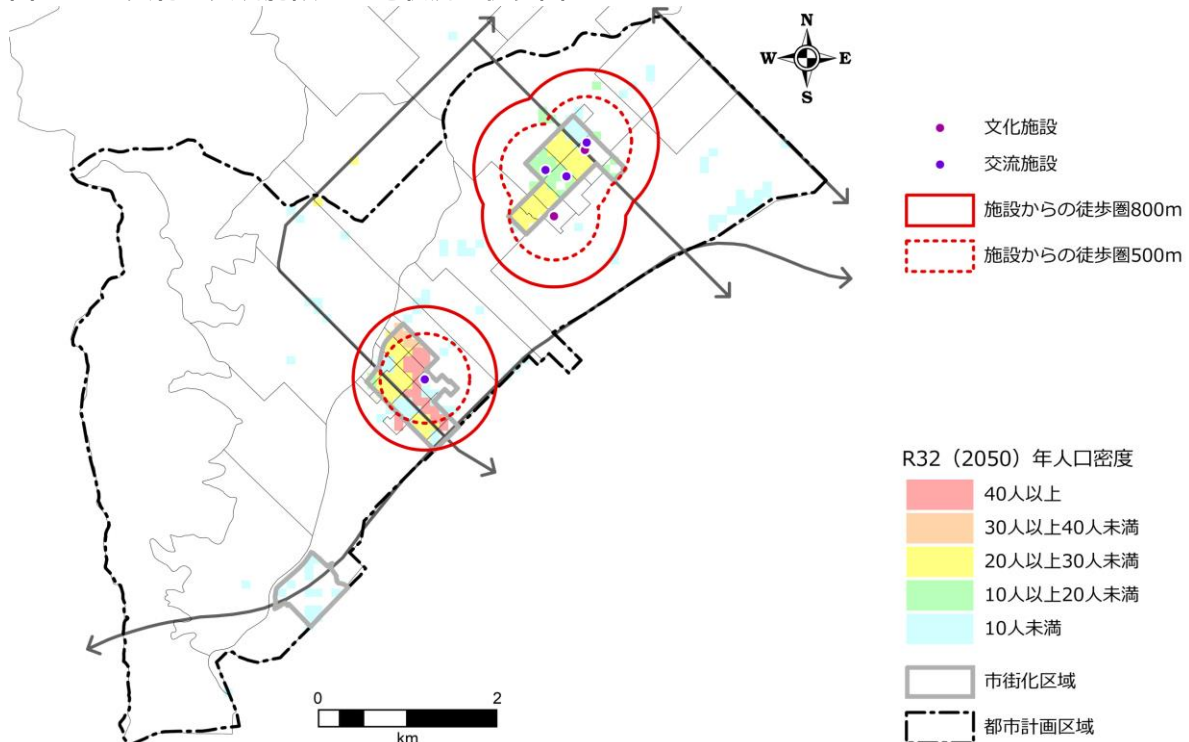 N
W
E
S
文化施設
交流施設
施設からの徒歩圏800m
施設からの徒歩圏500m
R32（2050）年人口密度
40人以上
30人以上40人未満
20人以上30人未満
10人以上20人未満
10人未満
市街化区域
都市計画区域
0 2
km